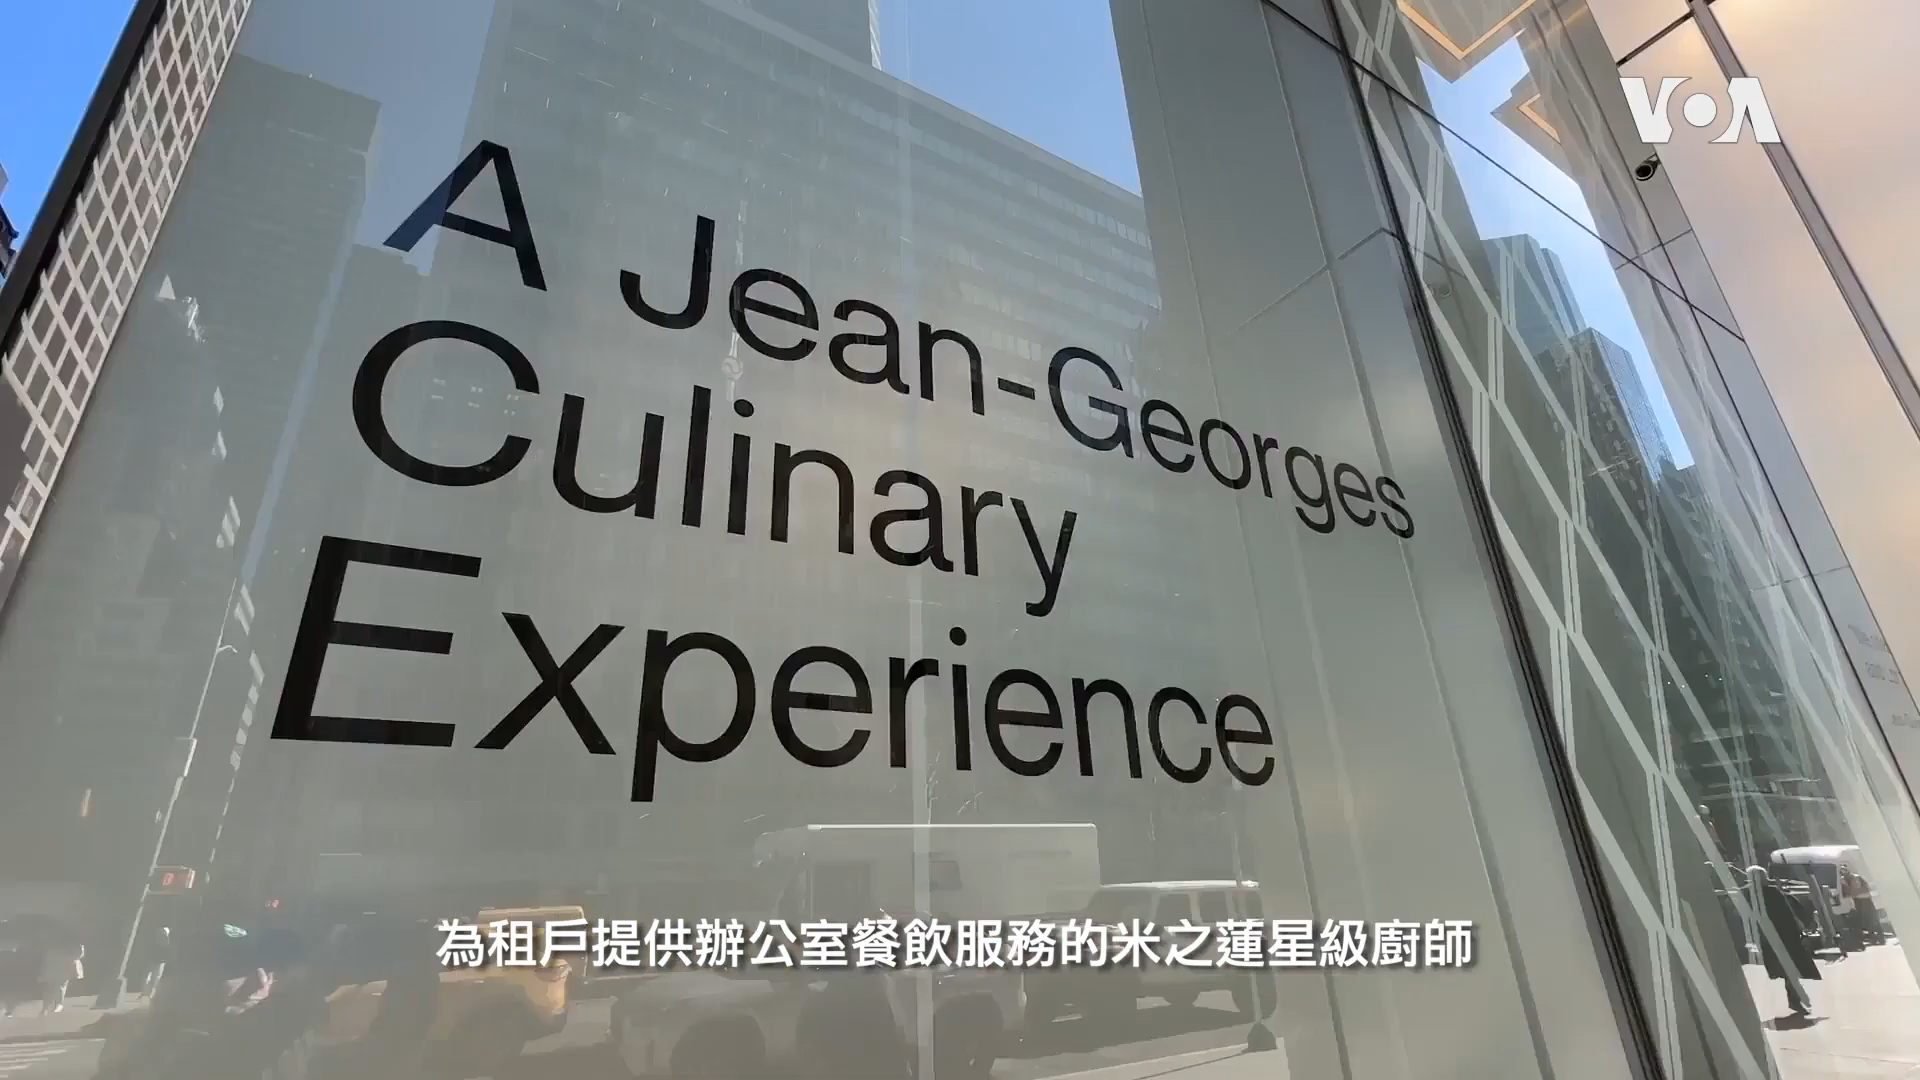 VOA
A Jean-Georges
Culinary
Experience
為租戶提供辦公室餐飲服務的米之蓮星級廚師